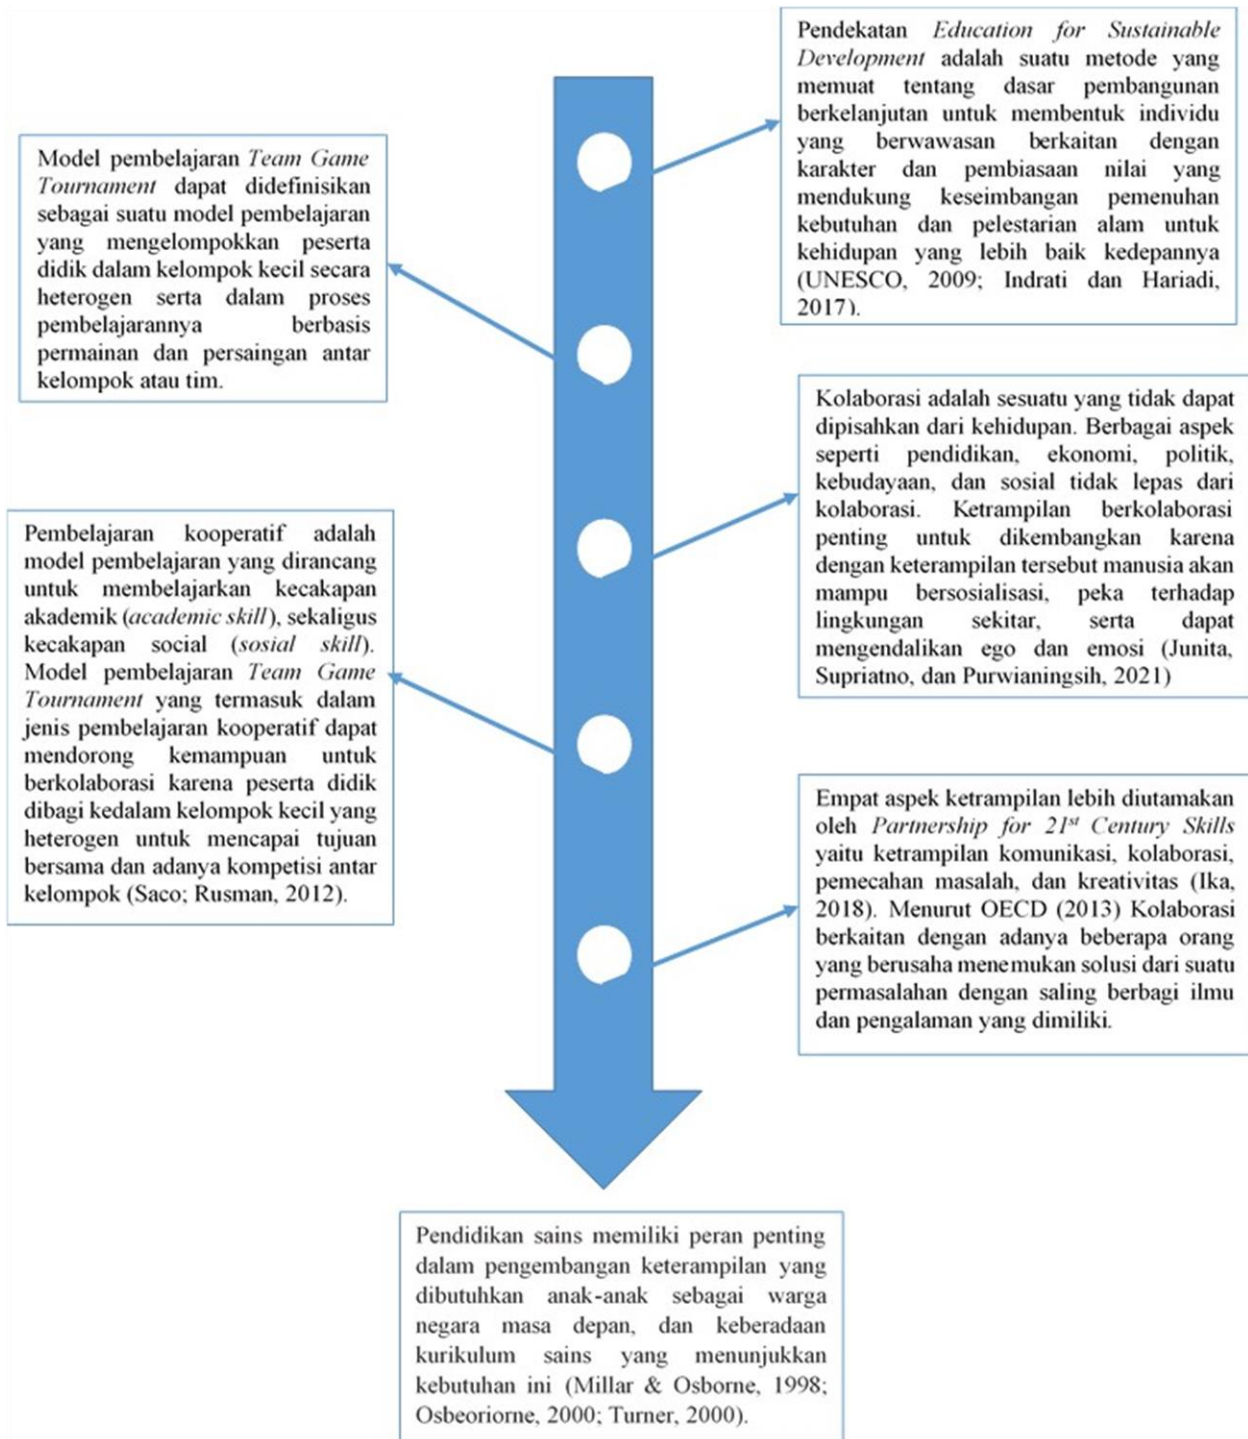 Pendekatan Education for Sustainable
Development adalah suatu metode yang
memuat tentang dasar pembangunan
berkelanjutan untuk membentuk individu
yang berwawasan berkaitan dengan
karakter dan pembiasaan nilai yang
mendukung keseimbangan pemenuhan
kebutuhan dan pelestarian alam untuk
kehidupan yang lebih baik kedepannya
(UNESCO, 2009; Indrati dan Hariadi,
2017).
Model pembelajaran Team Game
Tournament dapat didefinisikan
sebagai suatu model pembelajaran
yang mengelompokkan peserta
didik dalam kelompok kecil secara
heterogen serta dalam proses
pembelajarannya berbasis
permainan dan persaingan antar
kelompok atau tim.
Kolaborasi adalah sesuatu yang tidak dapat
dipisahkan dari kehidupan. Berbagai aspek
seperti pendidikan, ekonomi, politik,
kebudayaan, dan sosial tidak lepas dari
kolaborasi. Ketrampilan berkolaborasi
penting untuk dikembangkan karena
dengan keterampilan tersebut manusia akan
mampu bersosialisasi, peka terhadap
lingkungan sekitar, serta dapat
mengendalikan ego dan emosi (Junita,
Supriatno, dan Purwianingsih, 2021)
Pembelajaran kooperatif adalah
model pembelajaran yang dirancang
untuk membelajarkan kecakapan
akademik (academic skill), sekaligus
kecakapan social (sosial skill).
Model pembelajaran Team Game
Tournament yang termasuk dalam
jenis pembelajaran kooperatif dapat
mendorong kemampuan untuk
berkolaborasi karena peserta didik
dibagi kedalam kelompok kecil yang
heterogen untuk mencapai tujuan
bersama dan adanya kompetisi antar
kelompok (Saco; Rusman, 2012).
Empat aspek ketrampilan lebih diutamakan
oleh Partnership for 21st Century Skills
yaitu ketrampilan komunikasi, kolaborasi,
pemecahan masalah, dan kreativitas (Ika,
2018). Menurut OECD (2013) Kolaborasi
berkaitan dengan adanya beberapa orang
yang berusaha menemukan solusi dari suatu
permasalahan dengan saling berbagi ilmu
dan pengalaman yang dimiliki.
Pendidikan sains memiliki peran penting
dalam pengembangan keterampilan yang
dibutuhkan anak-anak sebagai warga
negara masa depan, dan keberadaan
kurikulum sains yang menunjukkan
kebutuhan ini (Millar & Osborne, 1998;
Osbeoriorne, 2000; Turner, 2000).